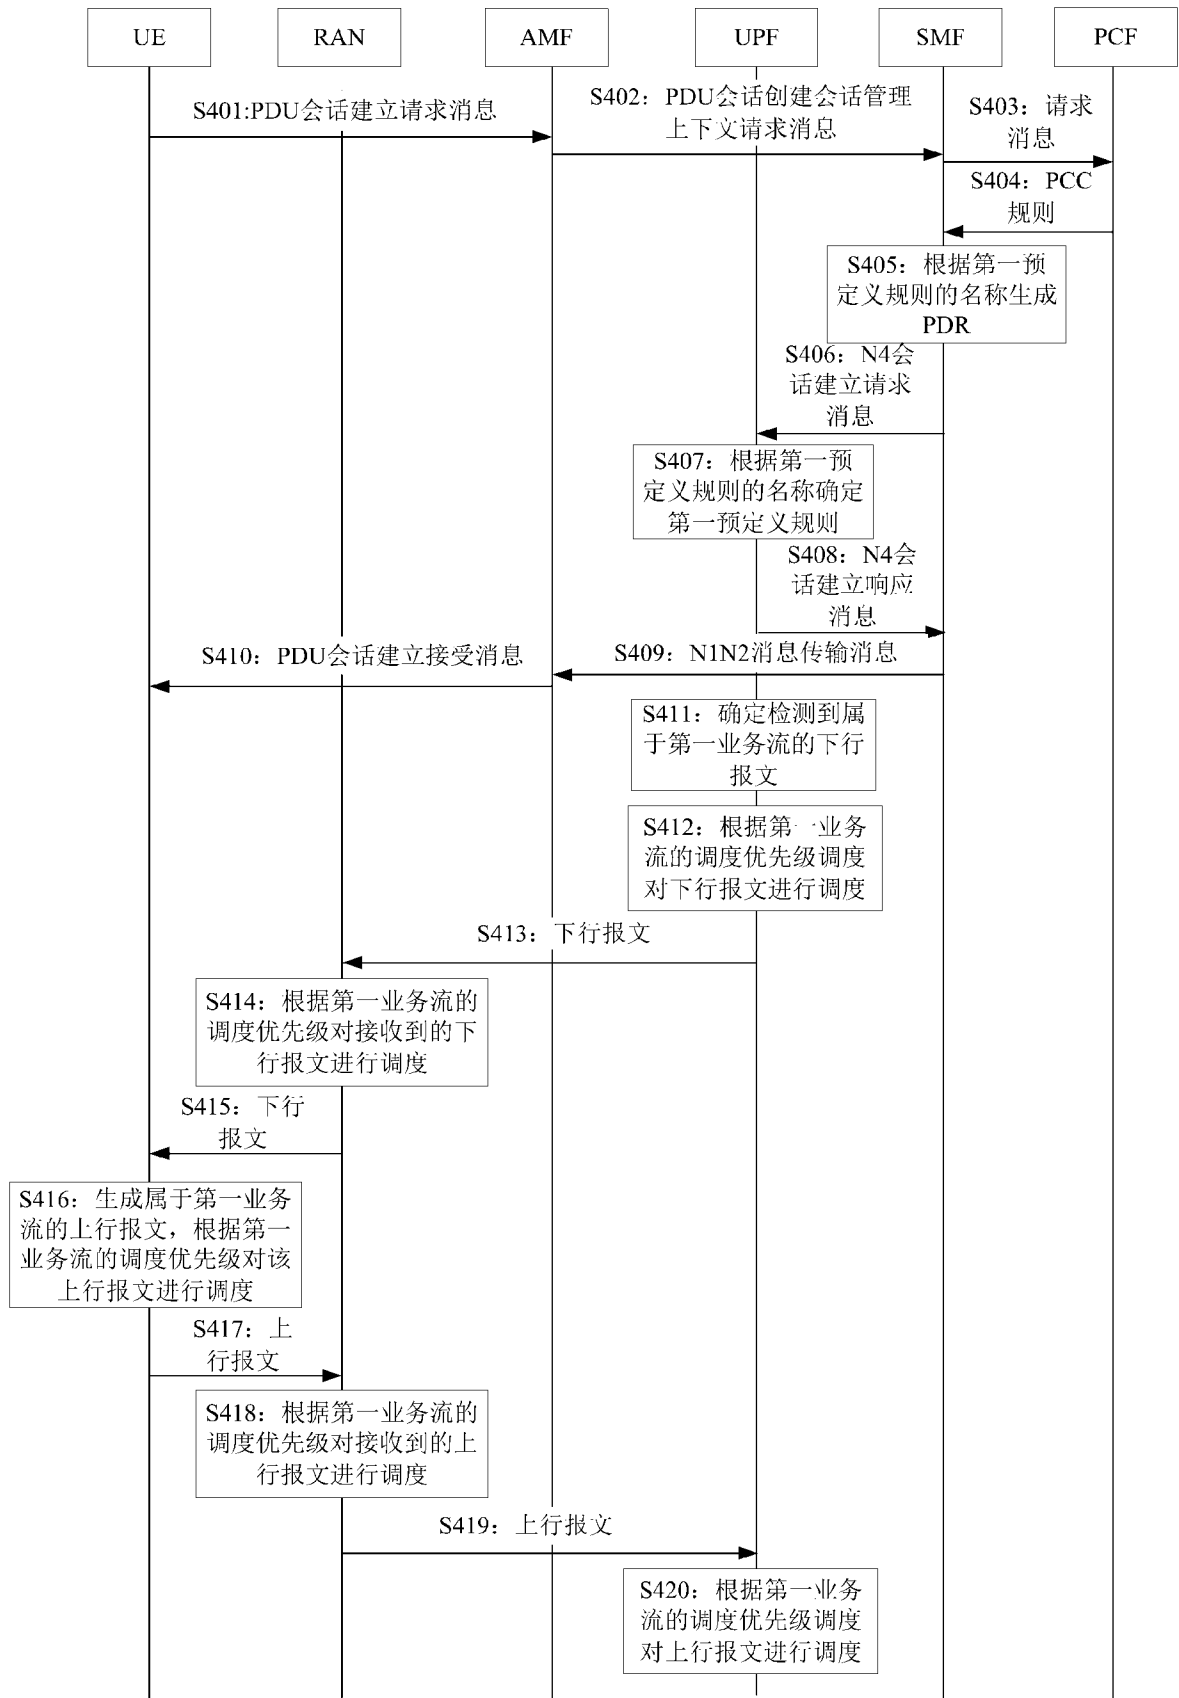 UE
RAN
AMF
UPF
SMF
PCF
S401:PDU会话建立请求消息
S402：PDU会话创建会话管理
上下文请求消息
S403：请求
消息
S404：PCC
规则
S405：根据第一预
定义规则的名称生成
PDR
S406：N4会
话建立请求
消息
S407：根据第一预
定义规则的名称确定
第一预定义规则
S408：N4会
话建立响应
消息
S409：N1N2消息传输消息
S410：PDU会话建立接受消息
S411：确定检测到属
于第一业务流的下行
报文
S412：根据第一业务
流的调度优先级调度
对下行报文进行调度
S413：下行报文
S414：根据第一业务流的
调度优先级对接收到的下
行报文进行调度
S415：下行
报文
S416：生成属于第一业务
流的上行报文，根据第一
业务流的调度优先级对该
上行报文进行调度
S417：上
行报文
S418：根据第一业务流的
调度优先级对接收到的上
行报文进行调度
S419：上行报文
S420：根据第一业务
流的调度优先级调度
对上行报文进行调度